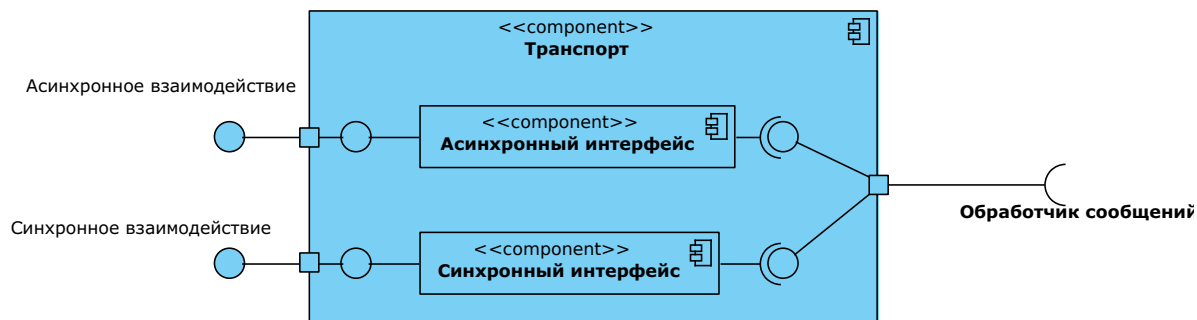 <<component>>
Транспорт
Асинхронное взаимодействие
<<component>>
Асинхронный интерфейс
Обработчик сообщений
Синхронное взаимодействие
<<component>>
Синхронный интерфейс